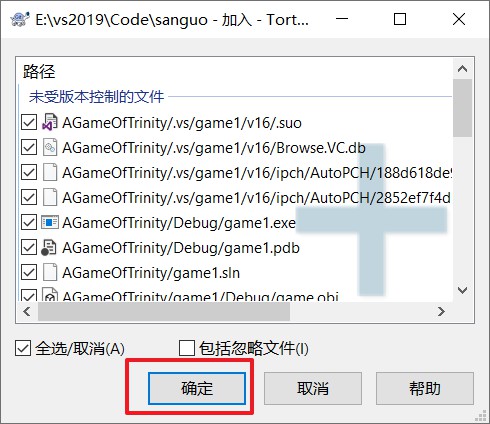 E:\vs2019\Code\sanguo - 加入 - Tort...
路径
未受版本控制的文件
AGameOfTrinity/.vs/game1/v16/.suo
AGameOfTrinity/.vs/game1/v16/Browse.VC.db
AGameOfTrinity/.vs/game1/v16/ipch/AutoPCH/188d618de9
AGameOfTrinity/.vs/game1/v16/ipch/AutoPCH/2852ef7f4d
AGameOfTrinity/Debug/game1.exe
AGameOfTrinity/Debug/game1.pdb
AGameOfTrinity/game1.sln
AGameOfTrinity/game1/Debug/game.obj
全选/取消(A) 包括忽略文件(I)
确定 取消 帮助